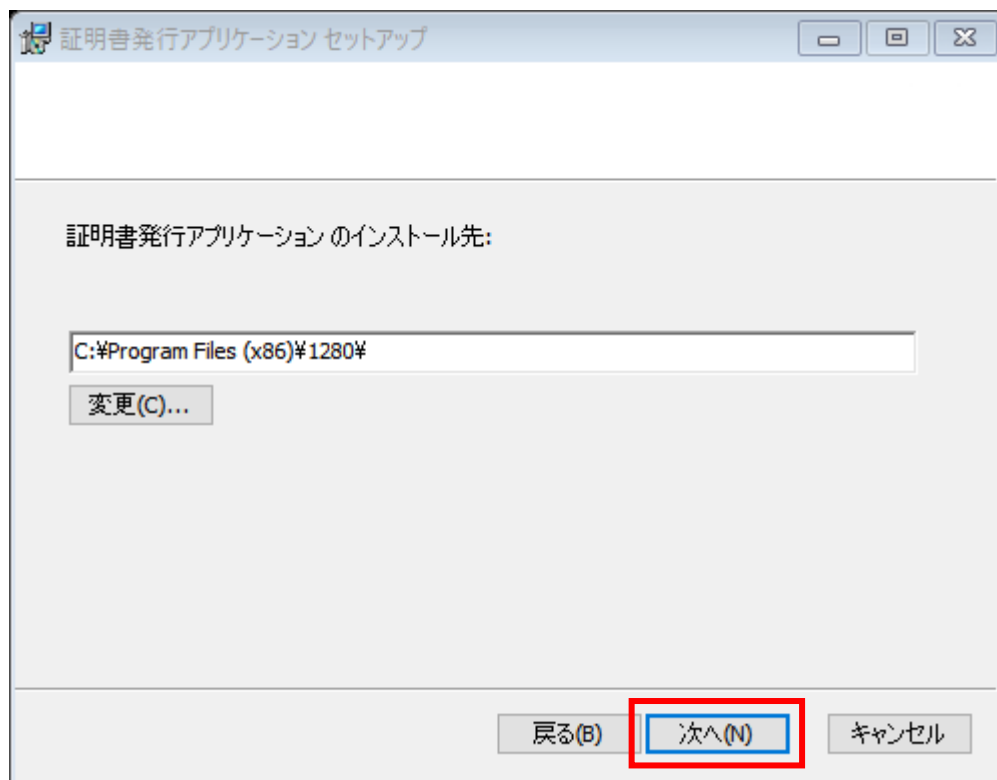 証明書発行アプリケーション セットアップ
証明書発行アプリケーション のインストール先:
C:¥Program Files (x86)¥1280¥
変更(C)...
戻る(B) 次へ(N) キャンセル